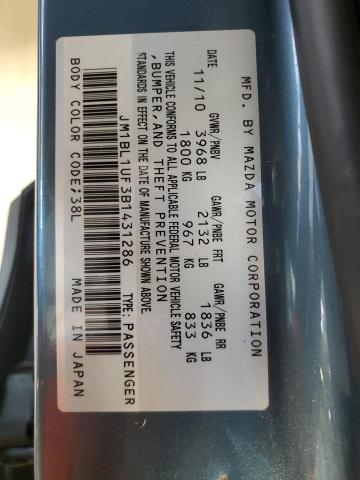 MFD. BY MAZDA MOTOR CORPORATION
DATE GVWR/PNBV GAWR/PNBE FRT GAWR/PNBE RR
11/10 3968 LB 2132 LB 1836 LB
1800 KG 967 KG 833 KG
THIS VEHICLE CONFORMS TO ALL APPLICABLE FEDERAL MOTOR VEHICLE SAFETY
, BUMPER, AND THEFT PREVENTION
STANDARDS IN EFFECT ON THE DATE OF MANUFACTURE SHOWN ABOVE.
JM1BL1UF3B1431286 TYPE: PASSENGER
BODY COLOR CODE;38L MADE IN JAPAN